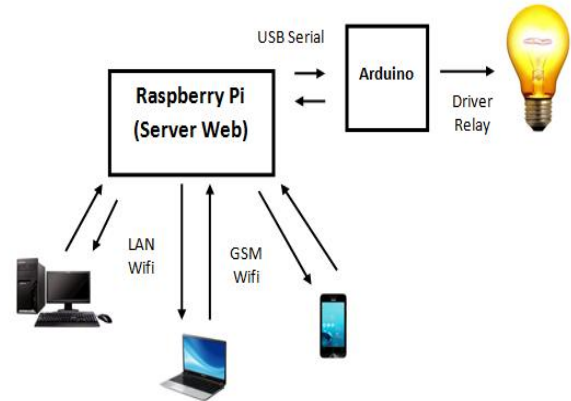 USB Serial
Raspberry Pi
(Server Web)
Arduino
Driver
Relay
LAN
Wifi
GSM
Wifi